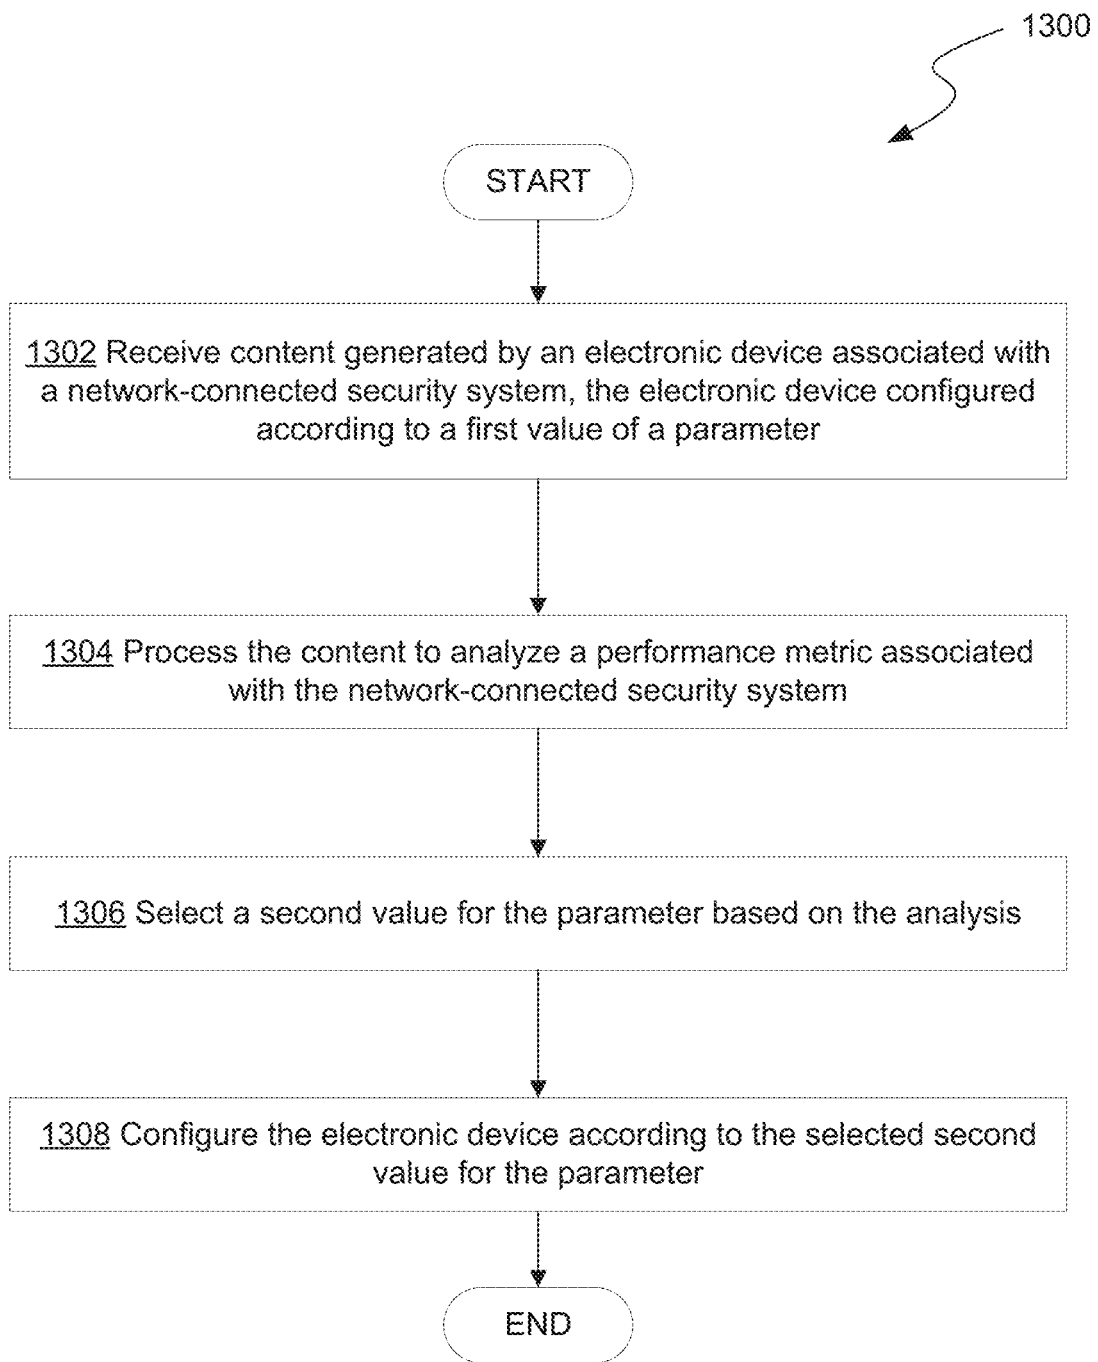 1300
START
1302 Receive content generated by an electronic device associated with
a network-connected security system, the electronic device configured
according to a first value of a parameter
1304 Process the content to analyze a performance metric associated
with the network-connected security system
1306 Select a second value for the parameter based on the analysis
1308 Configure the electronic device according to the selected second
value for the parameter
END